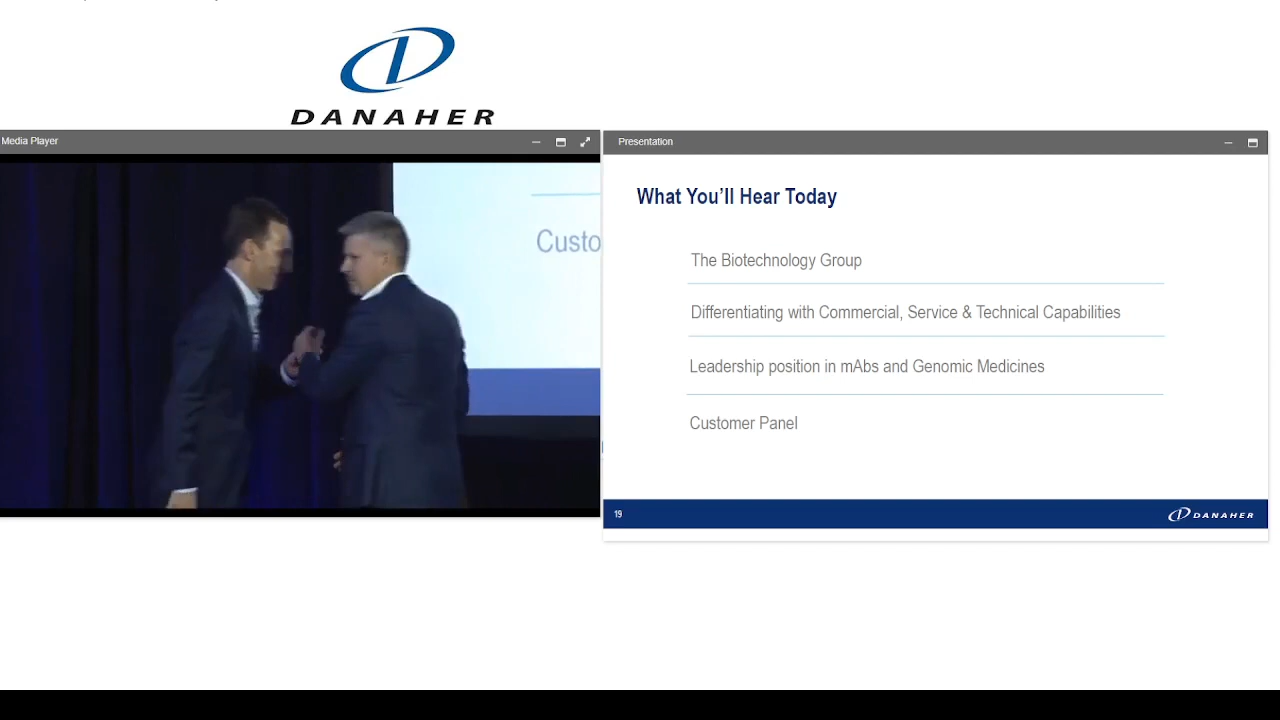 DANAHER
Media Player
Presentation
Custo
What You'll Hear Today
The Biotechnology Group
Differentiating with Commercial, Service & Technical Capabilities
Leadership position in mAbs and Genomic Medicines
Customer Panel
19
DANAHER